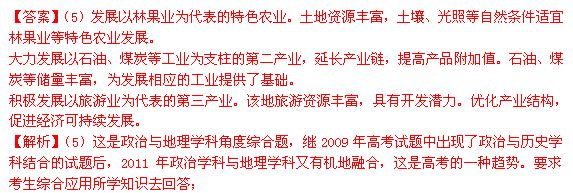 【答案】（5）发展以林果业为代表的特色农业。土地资源丰富，土壤、光照等自然条件适宜
林果业等特色农业发展。
大力发展以石油、煤炭等工业为支柱的第二产业，延长产业链，提高产品附加值。石油、煤
炭等储量丰富，为发展相应的工业提供了基础。
积极发展以旅游业为代表的第三产业。该地旅游资源丰富，具有开发潜力。优化产业结构，
促进经济可持续发展。
【解析】（5）这是政治与地理学科角度综合题，继 2009 年高考试题中出现了政治与历史学
科结合的试题后，2011 年政治学科与地理学科又有机地融合，这是高考的一种趋势。要求
考生综合应用所学知识去回答；